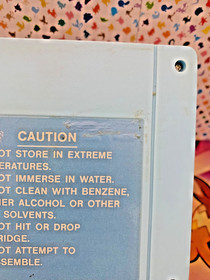 CAUTION
OT STORE IN EXTREME
ERATURES.
OT IMMERSE IN WATER.
OT CLEAN WITH BENZENE,
NER ALCOHOL OR OTHER
SOLVENTS.
OT HIT OR DROP
RIDGE.
OT ATTEMPT TO
SEMBLE.